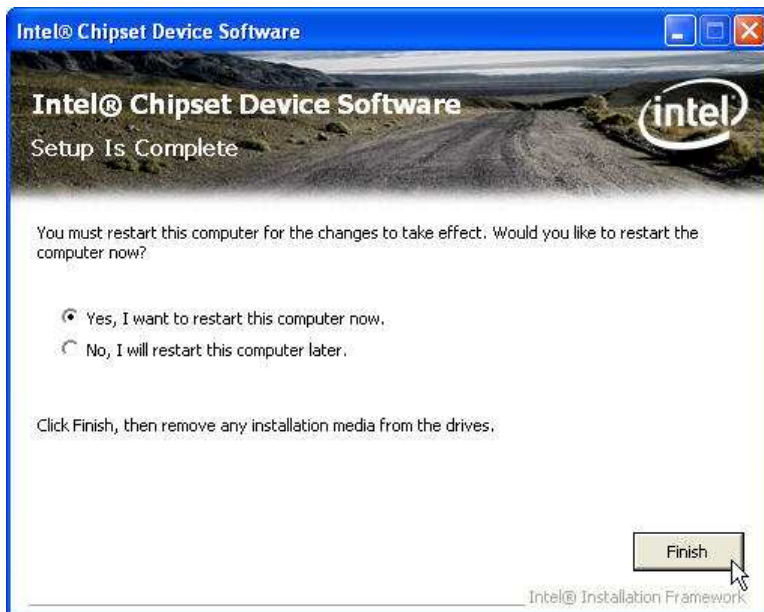 Intel® Chipset Device Software
Intel® Chipset Device Software
intel
Setup Is Complete
You must restart this computer for the changes to take effect. Would you like to restart the
computer now?
Yes, I want to restart this computer now.
No, I will restart this computer later.
Click Finish, then remove any installation media from the drives.
Finish
Intel® Installation Framework